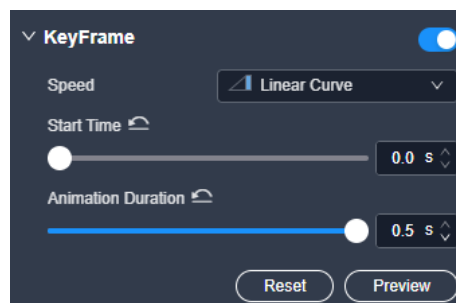 KeyFrame
Speed Linear Curve
Start Time
0.0 s
Animation Duration
0.5 s
Reset Preview